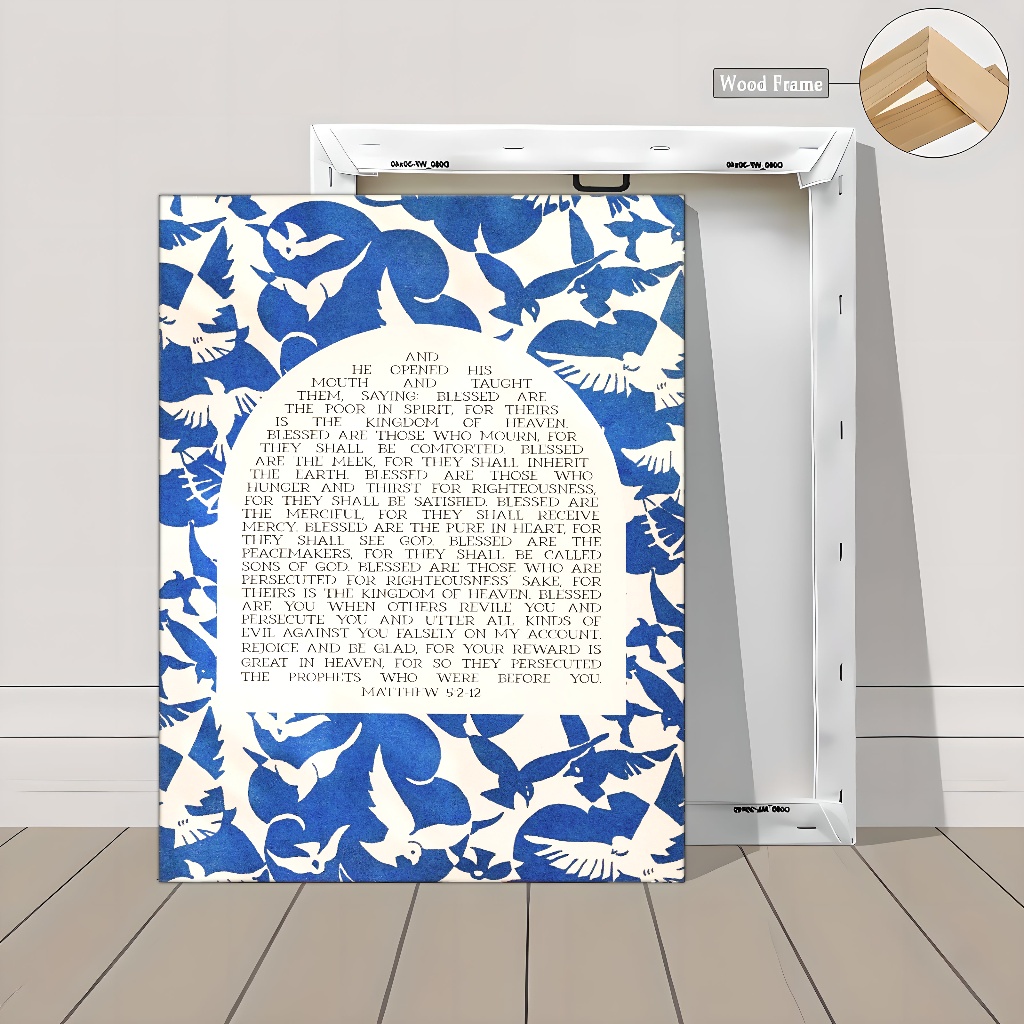 Wood Frame
AND
HE OPENED HIS
MOUTH AND TAUGHT
THEM, SAYING: BLESSED ARE
THE POOR IN SPIRIT, FOR THEIRS
IS THE KINGDOM OF HEAVEN.
BLESSED ARE THOSE WHO MOURN, FOR
THEY SHALL BE COMFORTED. BLESSED
ARE THE MEEK, FOR THEY SHALL INHERIT
THE EARTH. BLESSED ARE THOSE WHO
HUNGER AND THIRST FOR RIGHTEOUSNESS,
FOR THEY SHALL BE SATISFIED. BLESSED ARE
THE MERCIFUL, FOR THEY SHALL RECEIVE
MERCY. BLESSED ARE THE PURE IN HEART, FOR
THEY SHALL SEE GOD. BLESSED ARE THE
PEACEMAKERS, FOR THEY SHALL BE CALLED
SONS OF GOD. BLESSED ARE THOSE WHO ARE
PERSECUTED FOR RIGHTEOUSNESS' SAKE, FOR
THEIRS IS THE KINGDOM OF HEAVEN. BLESSED
ARE YOU WHEN OTHERS REVILE YOU AND
PERSECUTE YOU AND UTTER ALL KINDS OF
EVIL AGAINST YOU FALSELY ON MY ACCOUNT.
REJOICE AND BE GLAD, FOR YOUR REWARD IS
GREAT IN HEAVEN, FOR SO THEY PERSECUTED
THE PROPHETS WHO WERE BEFORE YOU.
MATTHEW 5:2-12